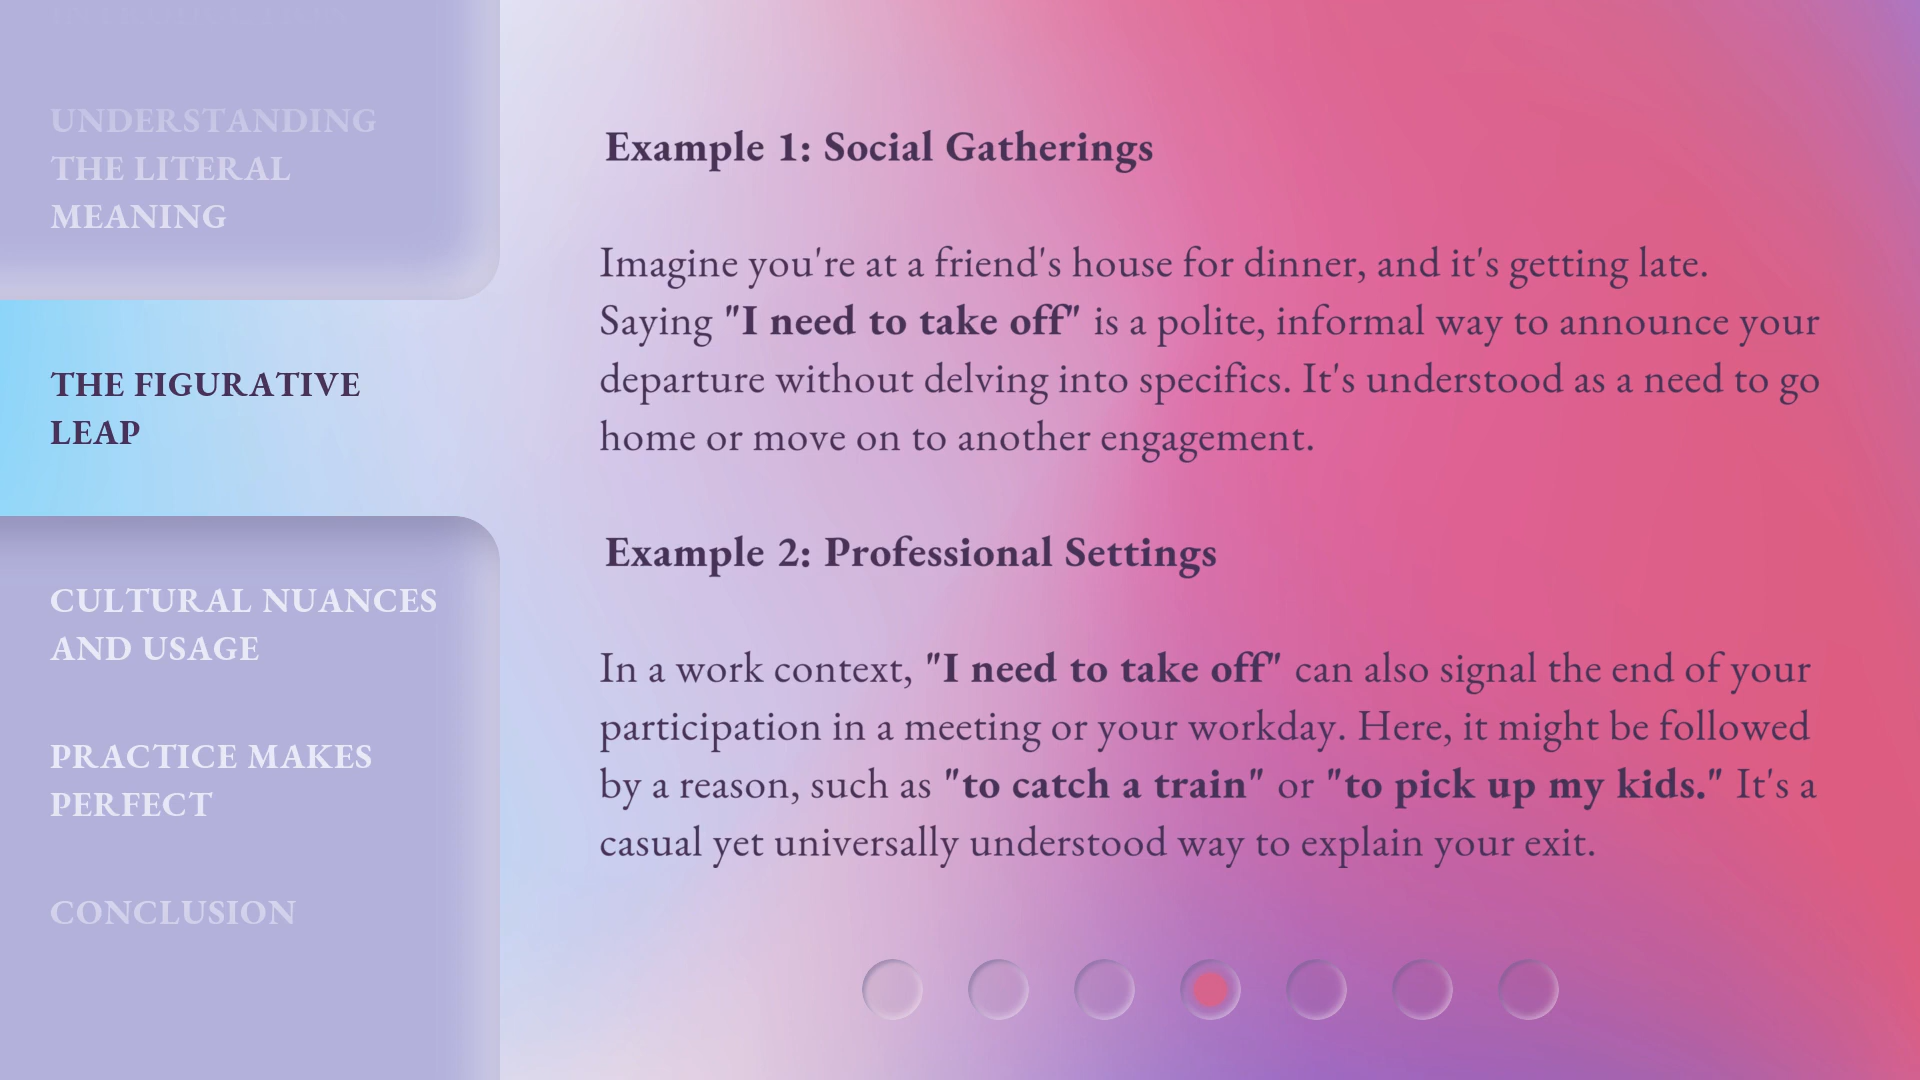 UNDERSTANDING
THE LITERAL
MEANING
THE FIGURATIVE
LEAP
CULTURAL NUANCES
AND USAGE
PRACTICE MAKES
PERFECT
CONCLUSION
Example 1: Social Gatherings
Imagine you're at a friend's house for dinner, and it's getting late.
Saying "I need to take off" is a polite, informal way to announce your
departure without delving into specifics. It's understood as a need to go
home or move on to another engagement.
Example 2: Professional Settings
In a work context, "I need to take off" can also signal the end of your
participation in a meeting or your workday. Here, it might be followed
by a reason, such as "to catch a train" or "to pick up my kids." It's a
casual yet universally understood way to explain your exit.